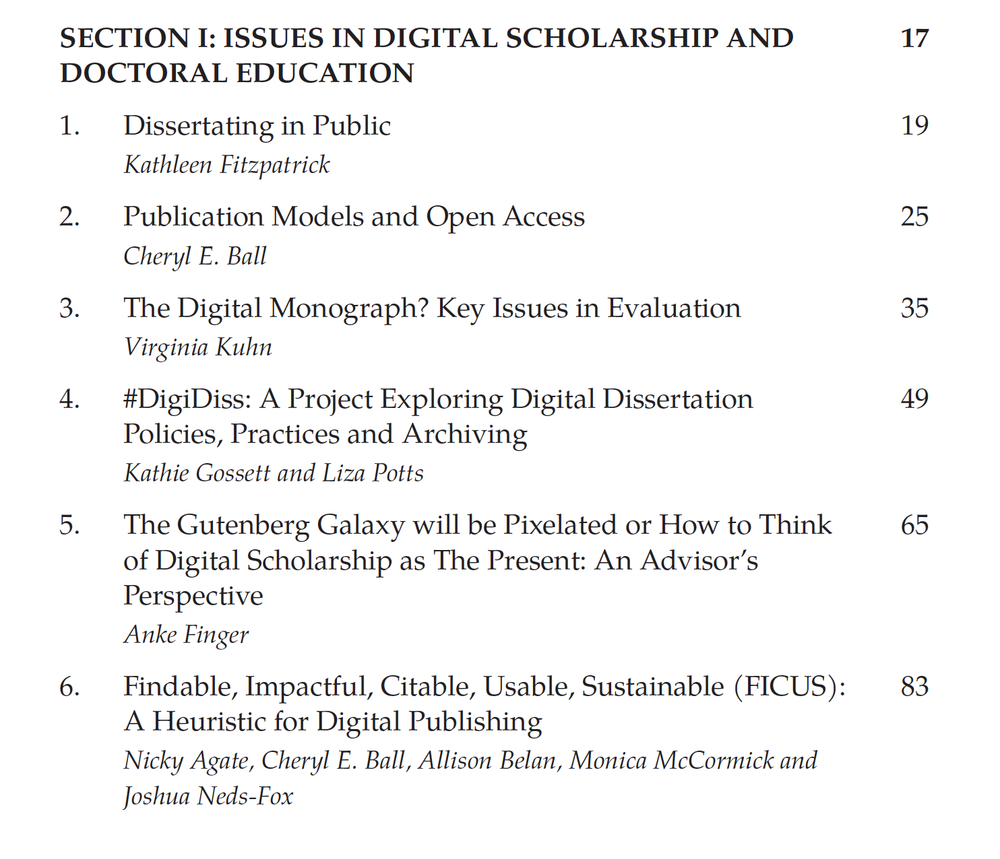 SECTION I: ISSUES IN DIGITAL SCHOLARSHIP AND 17
DOCTORAL EDUCATION
1. Dissertating in Public 19
Kathleen Fitzpatrick
2. Publication Models and Open Access 25
Cheryl E. Ball
3. The Digital Monograph? Key Issues in Evaluation 35
Virginia Kuhn
4. #DigiDiss: A Project Exploring Digital Dissertation 49
Policies, Practices and Archiving
Kathie Gossett and Liza Potts
5. The Gutenberg Galaxy will be Pixelated or How to Think 65
of Digital Scholarship as The Present: An Advisor’s
Perspective
Anke Finger
6. Findable, Impactful, Citable, Usable, Sustainable (FICUS): 83
A Heuristic for Digital Publishing
Nicky Agate, Cheryl E. Ball, Allison Belan, Monica McCormick and
Joshua Neds-Fox